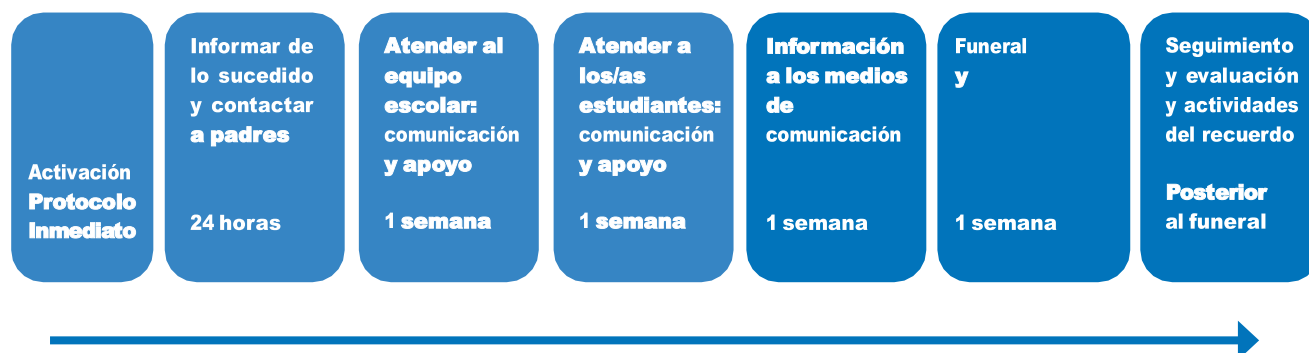 Activación
Protocolo
Inmediato
Informar de
lo sucedido
y contactar
a padres
24 horas
Atender al
equipo
escolar:
comunicación
y apoyo
1 semana
Atender a
los/as
estudiantes:
comunicación
y apoyo
1 semana
Información
a los medios
de
comunicación
1 semana
Funeral
y
1 semana
Seguimiento
y evaluación
y actividades
del recuerdo
Posterior
al funeral